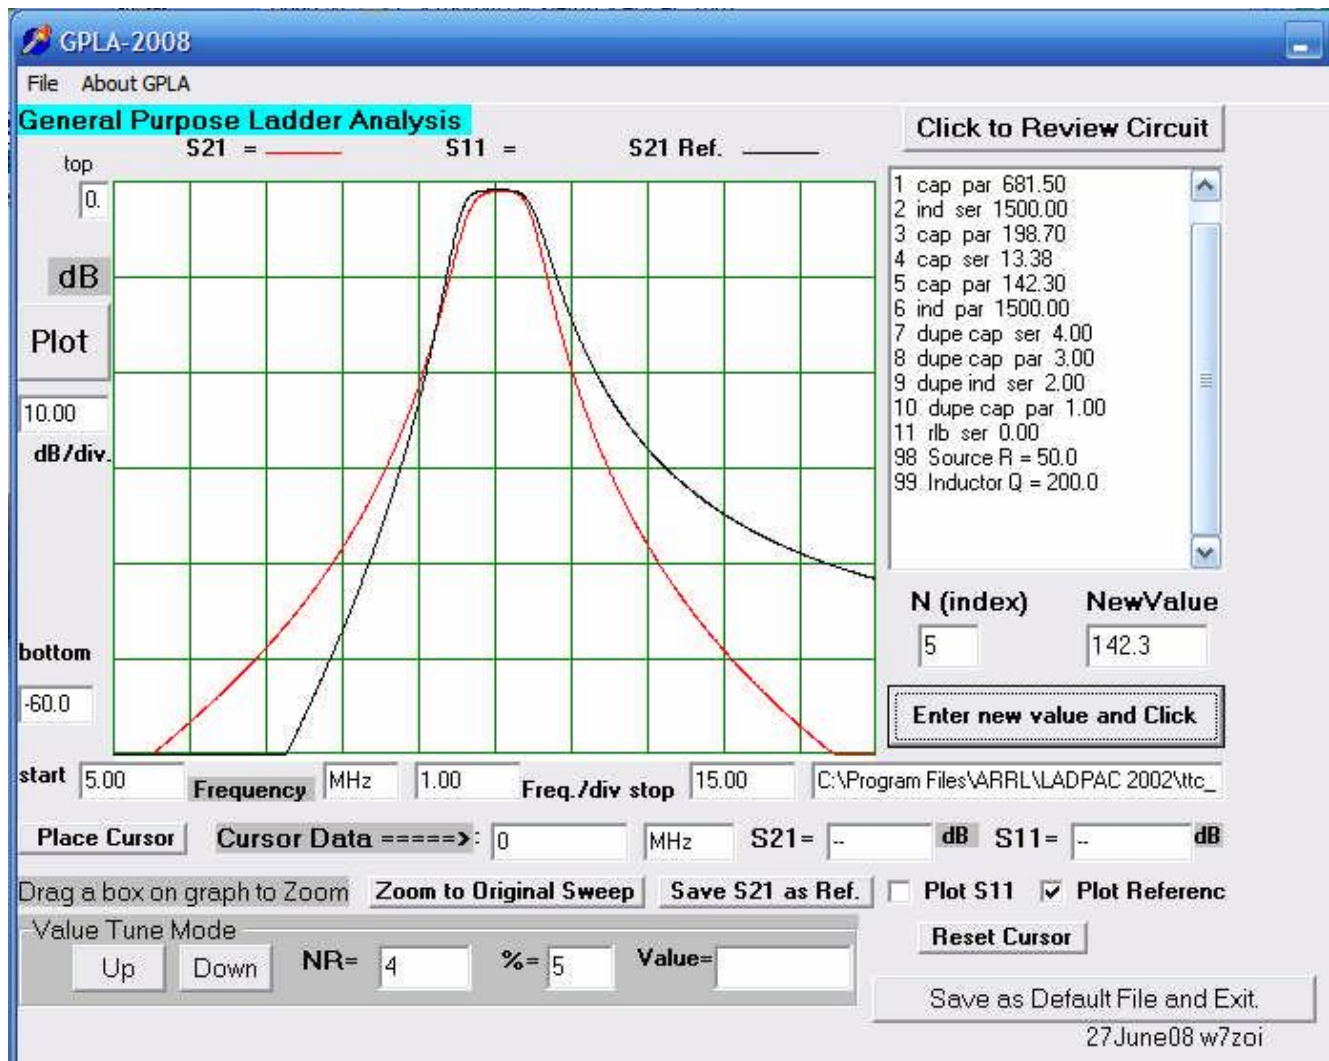 GPLA-2008
File About GPLA
General Purpose Ladder Analysis
Click to Review Circuit
S21 = S11 = S21 Ref.
top
0.
dB
Plot
10.00
dB/div.
bottom
-60.0
1 cap par 681.50
2 ind ser 1500.00
3 cap par 198.70
4 cap ser 13.38
5 cap par 142.30
6 ind par 1500.00
7 dupe cap ser 4.00
8 dupe cap par 3.00
9 dupe ind ser 2.00
10 dupe cap par 1.00
11 rlb ser 0.00
98 Source R = 50.0
99 Inductor Q = 200.0
N (index) NewValue
5 142.3
Enter new value and Click
start 5.00 Frequency MHz 1.00 Freq./div stop 15.00 C:\Program Files\ARRL\LADPAC 2002\ttc_
Place Cursor Cursor Data =====>: 0 MHz S21= -- dB S11= -- dB
Drag a box on graph to Zoom Zoom to Original Sweep Save S21 as Ref. Plot S11 Plot Referenc
Value Tune Mode
Up Down NR= 4 %= 5 Value=
Reset Cursor
Save as Default File and Exit.
27June08 w7zoi